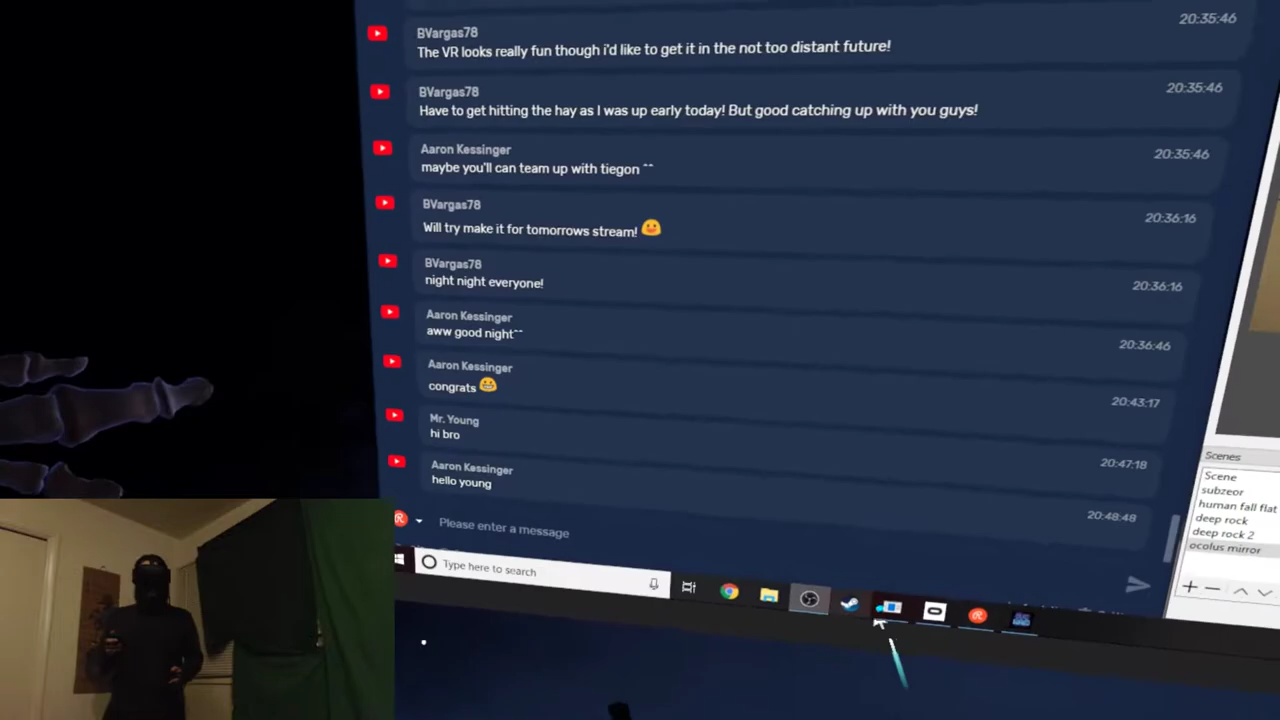 20:35:46
BVargas78
The VR looks really fun though i'd like to get it in the not too distant future!
20:35:46
BVargas78
Have to get hitting the hay as I was up early today! But good catching up with you guys!
20:35:46
Aaron Kessinger
maybe you'll can team up with tiegon ^^
20:36:16
BVargas78
Will try make it for tomorrows stream!
20:36:16
BVargas78
night night everyone!
20:36:46
Aaron Kessinger
aww good night^^
20:43:17
Aaron Kessinger
congrats
20:47:18
Mr. Young
hi bro
20:48:48
Aaron Kessinger
hello young
Please enter a message
Type here to search
Scenes
Scene
subzeor
human fall flat
deep rock
deep rock 2
ocolus mirror